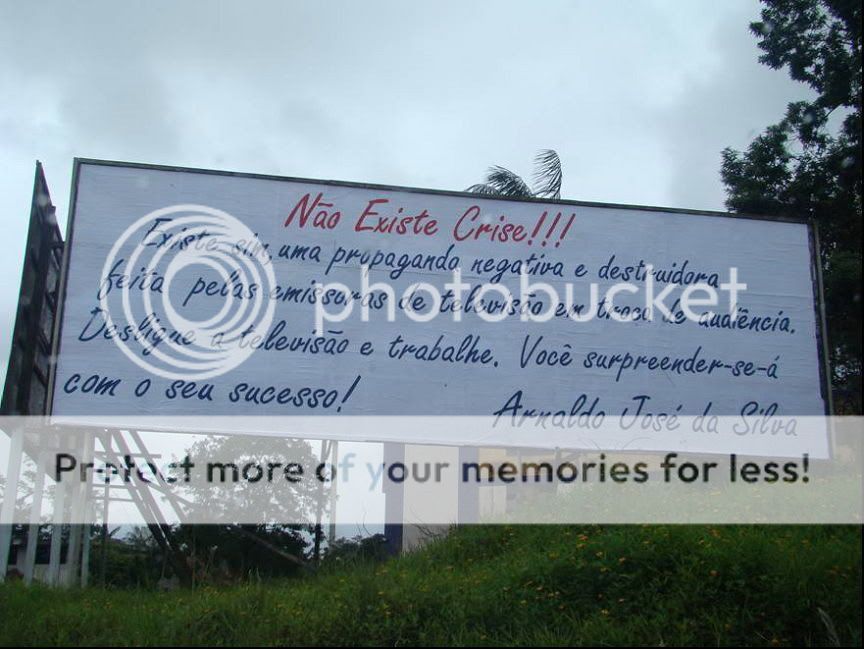 Não Existe Crise!!!
Existe sim, uma propaganda negativa e destruidora
feita pelas emissoras de televisão em troca de audiência.
Desligue a televisão e trabalhe. Você surpreender-se-á
com o seu sucesso!
Arnaldo José da Silva
photobucket
Protect more of your memories for less!